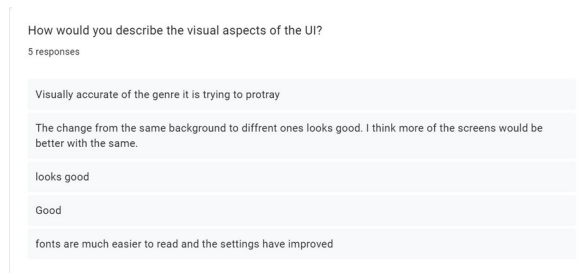 How would you describe the visual aspects of the UI?
5 responses
Visually accurate of the genre it is trying to protray
The change from the same background to diffrent ones looks good. I think more of the screens would be
better with the same.
looks good
Good
fonts are much easier to read and the settings have improved